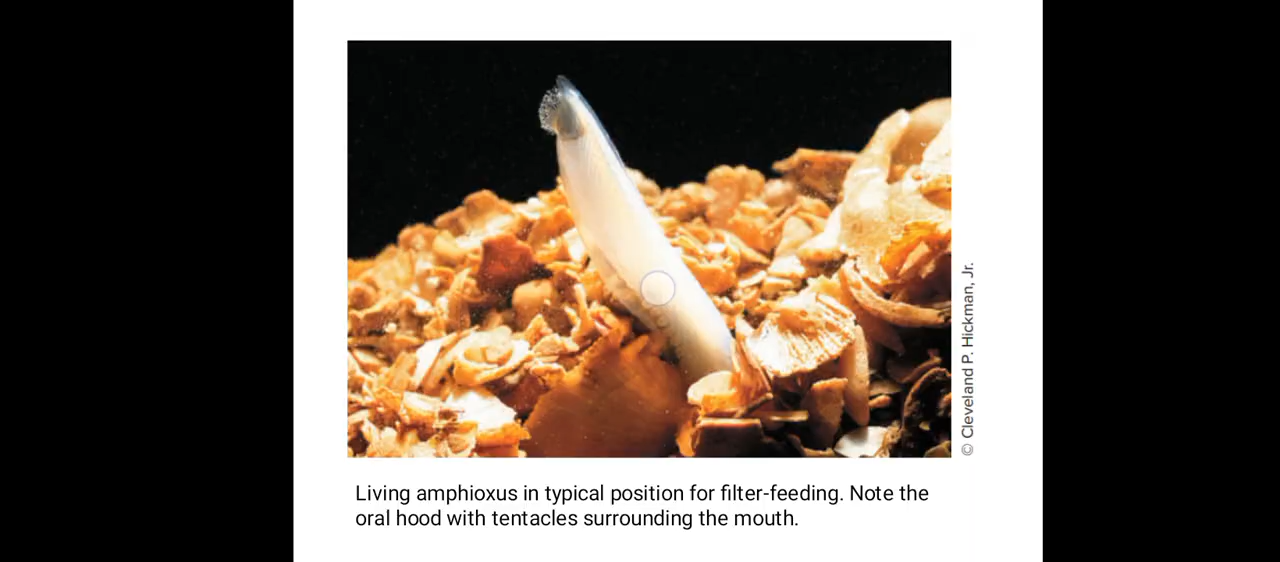 © Cleveland P. Hickman, Jr.
Living amphioxus in typical position for filter-feeding. Note the
oral hood with tentacles surrounding the mouth.